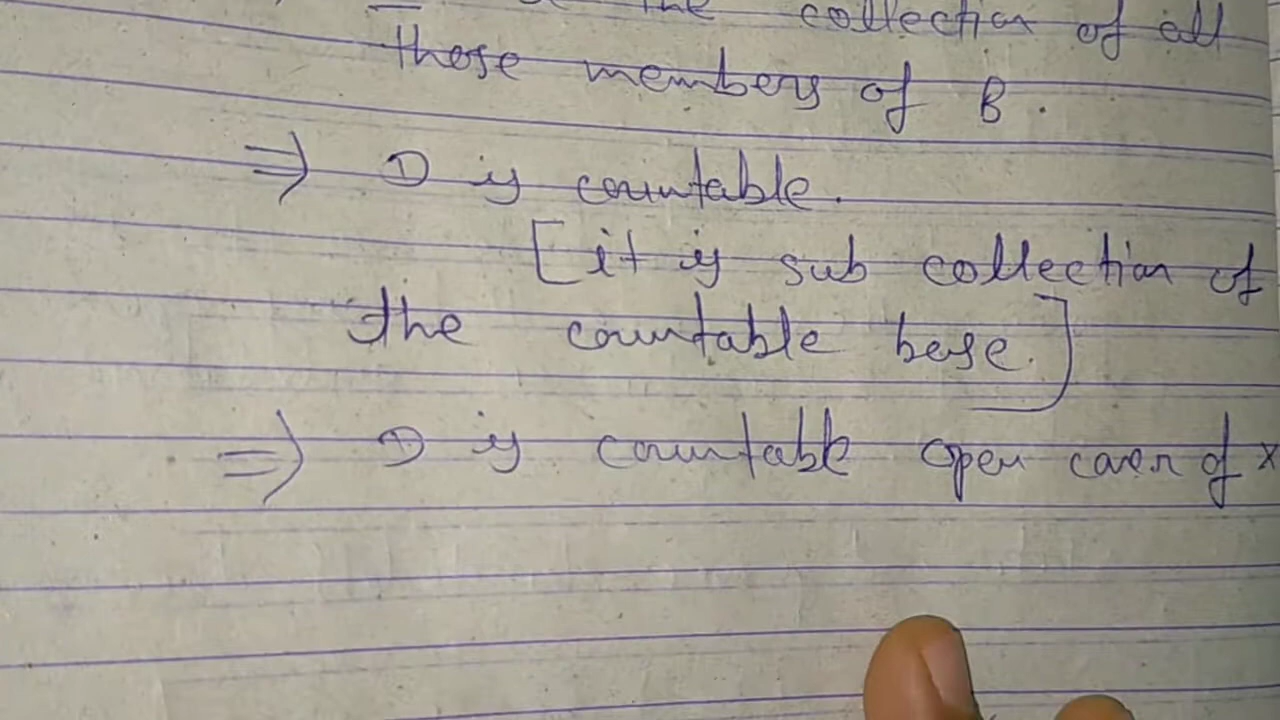 the collection of all
those members of B.
⇒ D is countable.
[it is sub collection of
the countable base.]
⇒ D is countable open cover of X